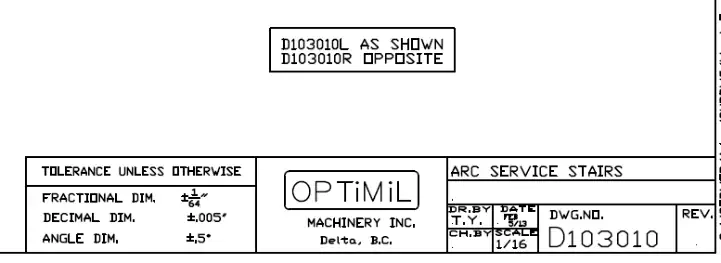 D103010L AS SHOWN
D103010R OPPOSITE
TOLERANCE UNLESS OTHERWISE
FRACTIONAL DIM. ±1/64"
DECIMAL DIM. ±.005"
ANGLE DIM. ±.5°
OPTiMiL
MACHINERY INC.
Delta, B.C.
ARC SERVICE STAIRS
DR.BY DATE
T.Y. FEB 5/13
CH.BY SCALE
1/16
DWG.NO.
D103010
REV.